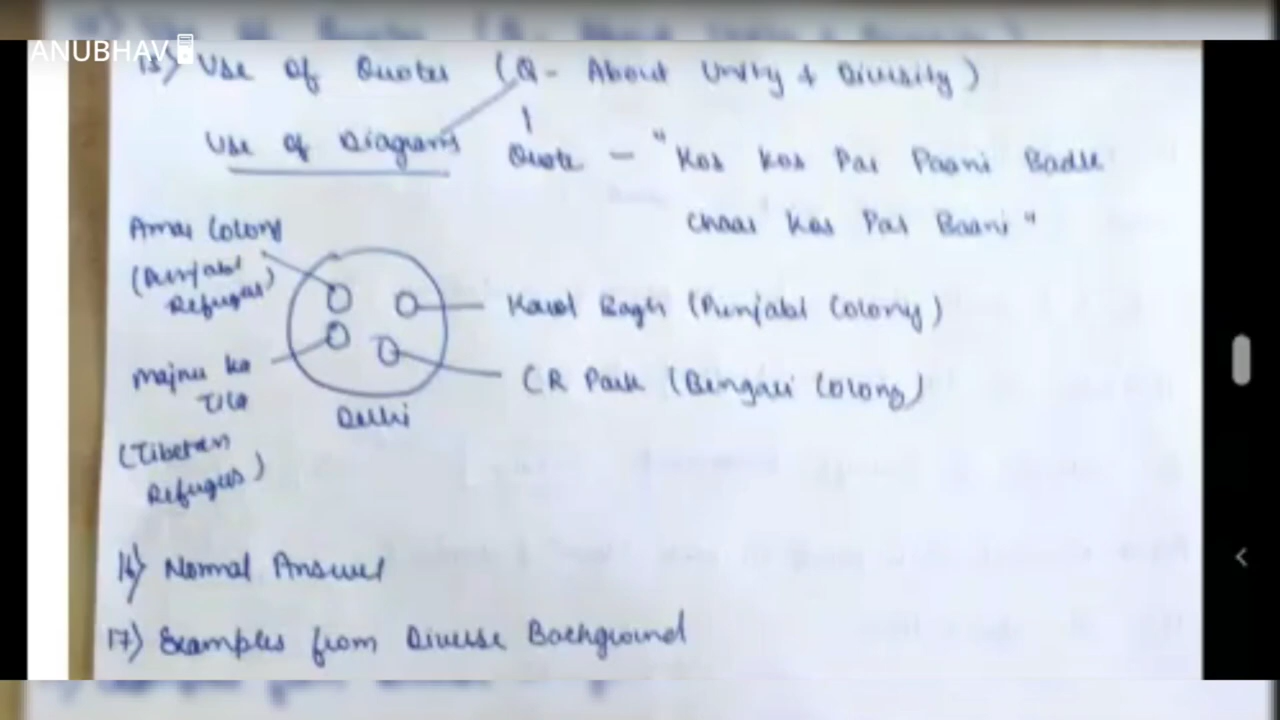 ANUBHAV
15) Use of Quotes (Q - About Unity & Diversity)
Use of Diagrams
Quote - "Kos Kos Par Paani Badle
Chaar Kos Par Baani"
Amar Colony
(Punjabi
Refugees)
Karol Bagh (Punjabi Colony)
Majnu ka
Tila
CR Park (Bengali Colony)
Delhi
(Tibetan
Refugees)
16) Normal Answer
17) Examples from Diverse Background